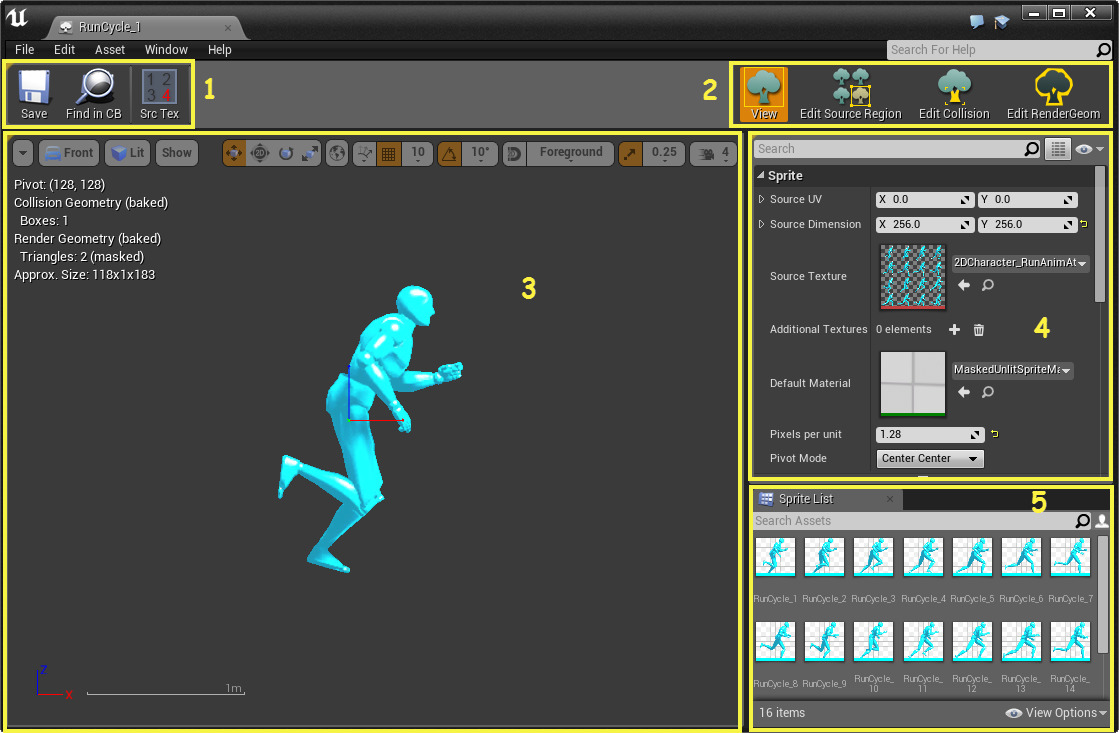 RunCycle_1
File Edit Asset Window Help
Search For Help
Save Find in CB Src Tex
1 2
3 4
1
2
View Edit Source Region Edit Collision Edit RenderGeom
Front Lit Show 10 10° Foreground 0.25 4
Pivot: (128, 128)
Collision Geometry (baked)
Boxes: 1
Render Geometry (baked)
Triangles: 2 (masked)
Approx. Size: 118x1x183
3
Z
X
1m
Search
Sprite
Source UV X 0.0 Y 0.0
Source Dimension X 256.0 Y 256.0
Source Texture 2DCharacter_RunAnimAt
Additional Textures 0 elements
4
Default Material MaskedUnlitSpriteMa
Pixels per unit 1.28
Pivot Mode Center Center
Sprite List
5
Search Assets
RunCycle_1 RunCycle_2 RunCycle_3 RunCycle_4 RunCycle_5 RunCycle_6 RunCycle_7
RunCycle_8 RunCycle_9 RunCycle_10 RunCycle_11 RunCycle_12 RunCycle_13 RunCycle_14
16 items View Options